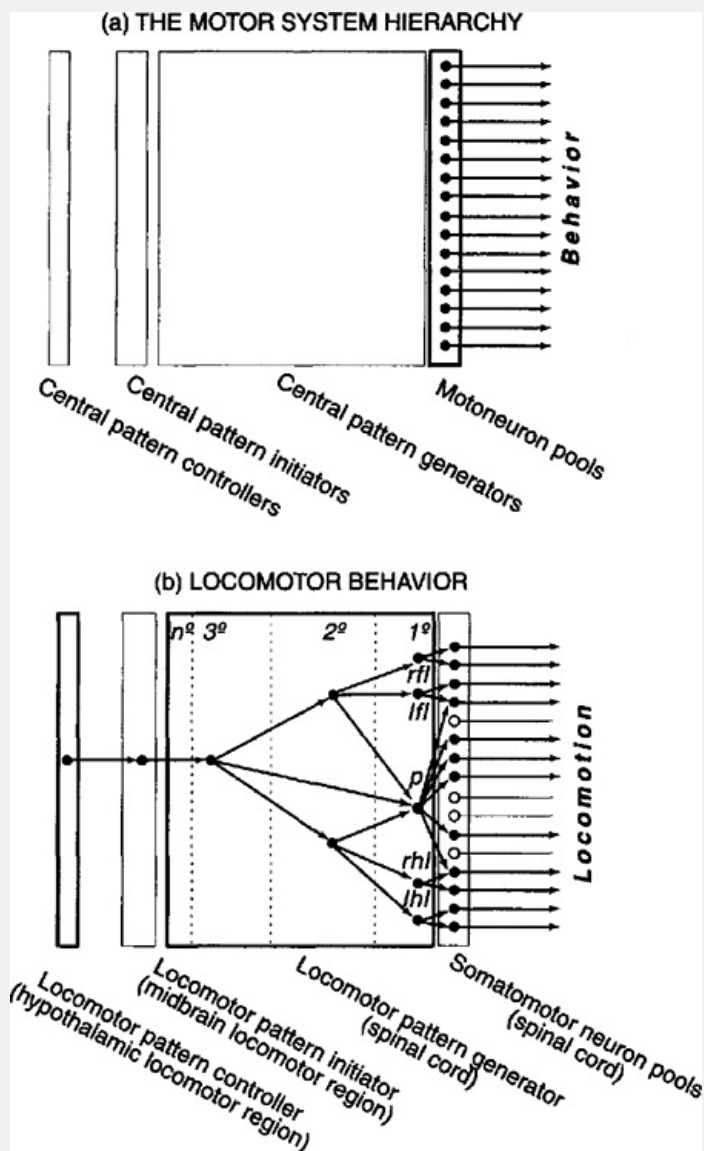 (a) THE MOTOR SYSTEM HIERARCHY
Behavior
Central pattern controllers
Central pattern initiators
Central pattern generators
Motoneuron pools
(b) LOCOMOTOR BEHAVIOR
nº 3º 2º 1º
rfl
lfl
p
rhl
lhl
Locomotion
Locomotor pattern controller
(hypothalamic locomotor region)
Locomotor pattern initiator
(midbrain locomotor region)
Locomotor pattern generator
(spinal cord)
Somatomotor neuron pools
(spinal cord)